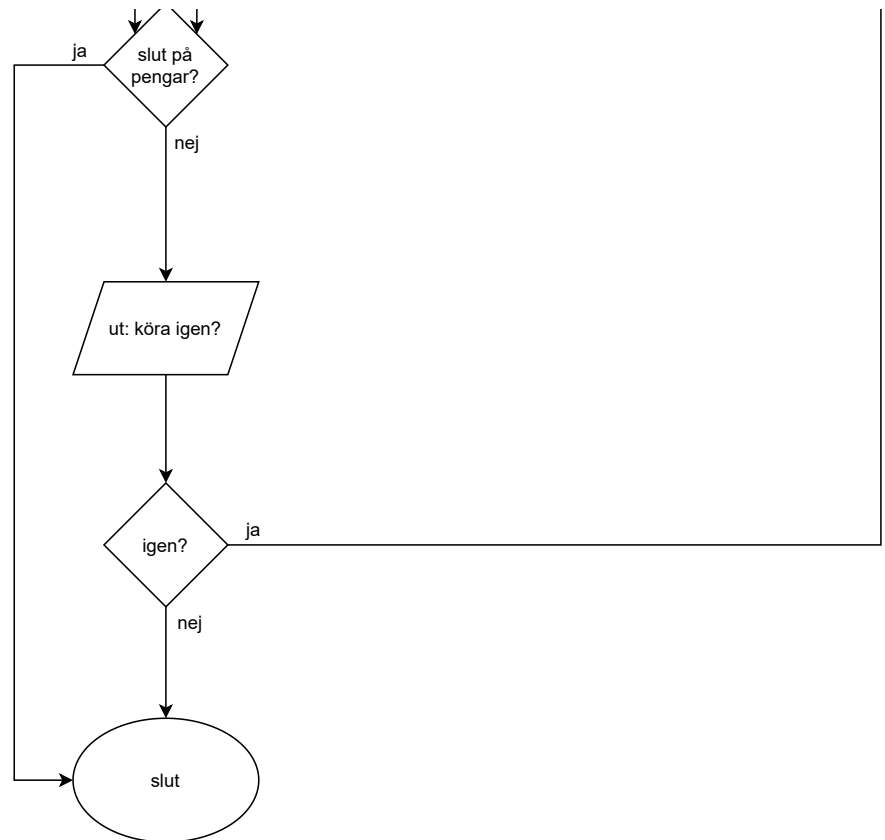 ja
slut på
pengar?
nej
ut: köra igen?
ja
igen?
nej
slut